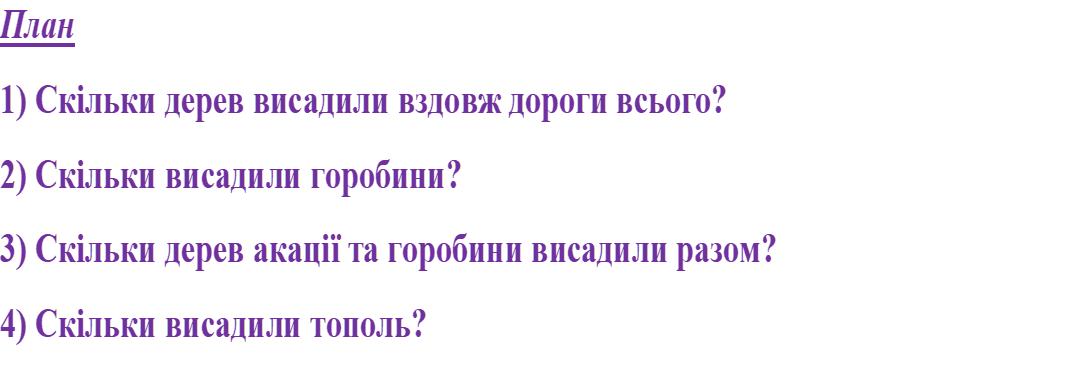 План
1) Скільки дерев висадили вздовж дороги всього?
2) Скільки висадили горобини?
3) Скільки дерев акації та горобини висадили разом?
4) Скільки висадили тополь?